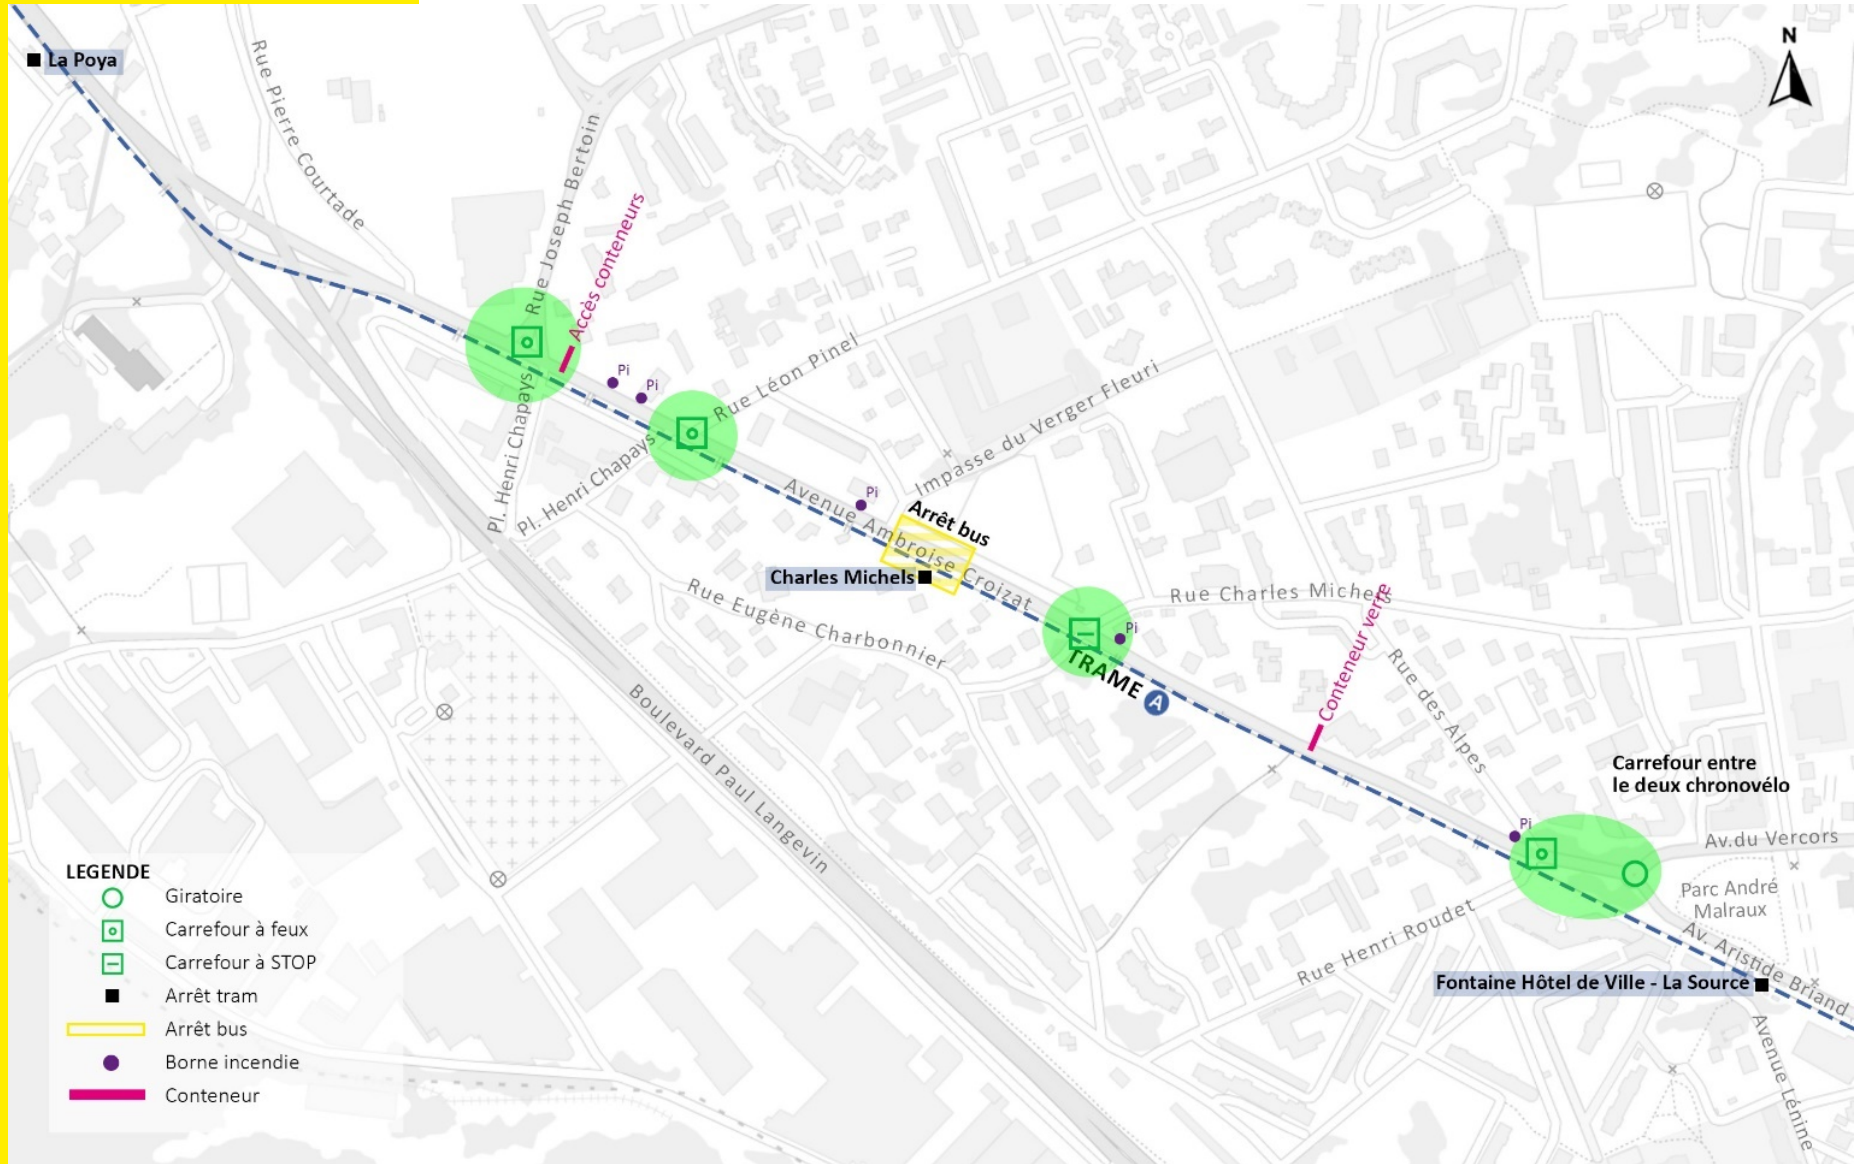 La Poya
N
Rue Pierre Courtade
Rue Joseph Bertoin
Accès conteneurs
Pi
Pi
Rue Léon Pinel
Pl. Henri Chapays
Pl. Henri Chapays
Impasse du Verger Fleuri
Pi
Avenue Ambroise Croizat
Arrêt bus
Charles Michels
Rue Eugène Charbonnier
Rue Charles Michels
Pi
TRAME A
Conteneur verre
Rue des Alpes
Boulevard Paul Langevin
Carrefour entre
le deux chronovélo
Pi
Av.du Vercors
Parc André
Malraux
Rue Henri Roudet
Av. Aristide Briand
Fontaine Hôtel de Ville - La Source
Avenue Lénine
LEGENDE
Giratoire
Carrefour à feux
Carrefour à STOP
Arrêt tram
Arrêt bus
Borne incendie
Conteneur